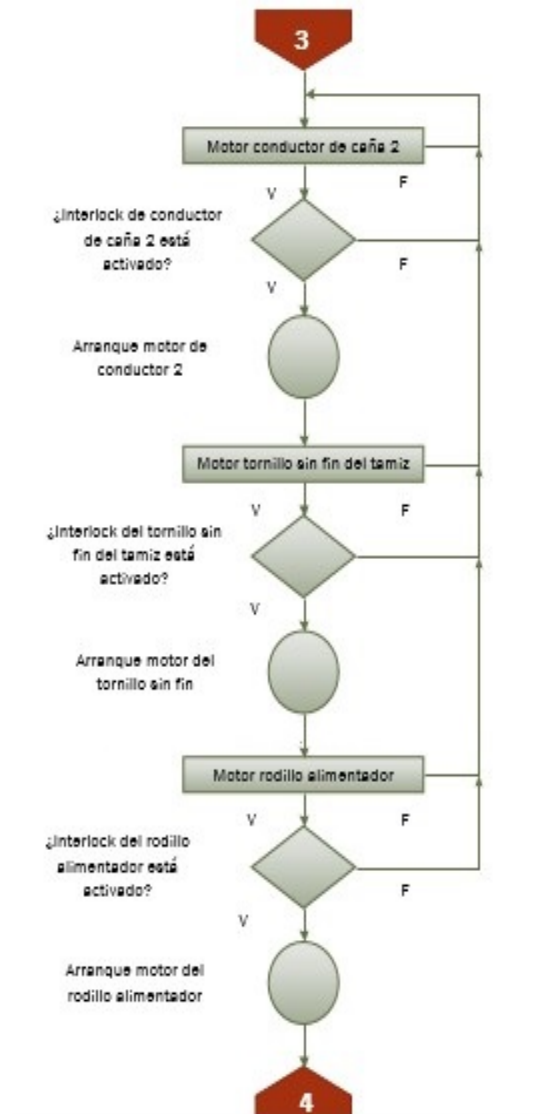 3
Motor conductor de caña 2
V
F
¿Interlock de conductor
de caña 2 está
activado?
F
V
Arranque motor de
conductor 2
Motor tornillo sin fin del tamiz
V
F
¿Interlock del tornillo sin
fin del tamiz está
activado?
V
Arranque motor del
tornillo sin fin
Motor rodillo alimentador
V
F
¿Interlock del rodillo
alimentador está
activado?
F
V
Arranque motor del
rodillo alimentador
4